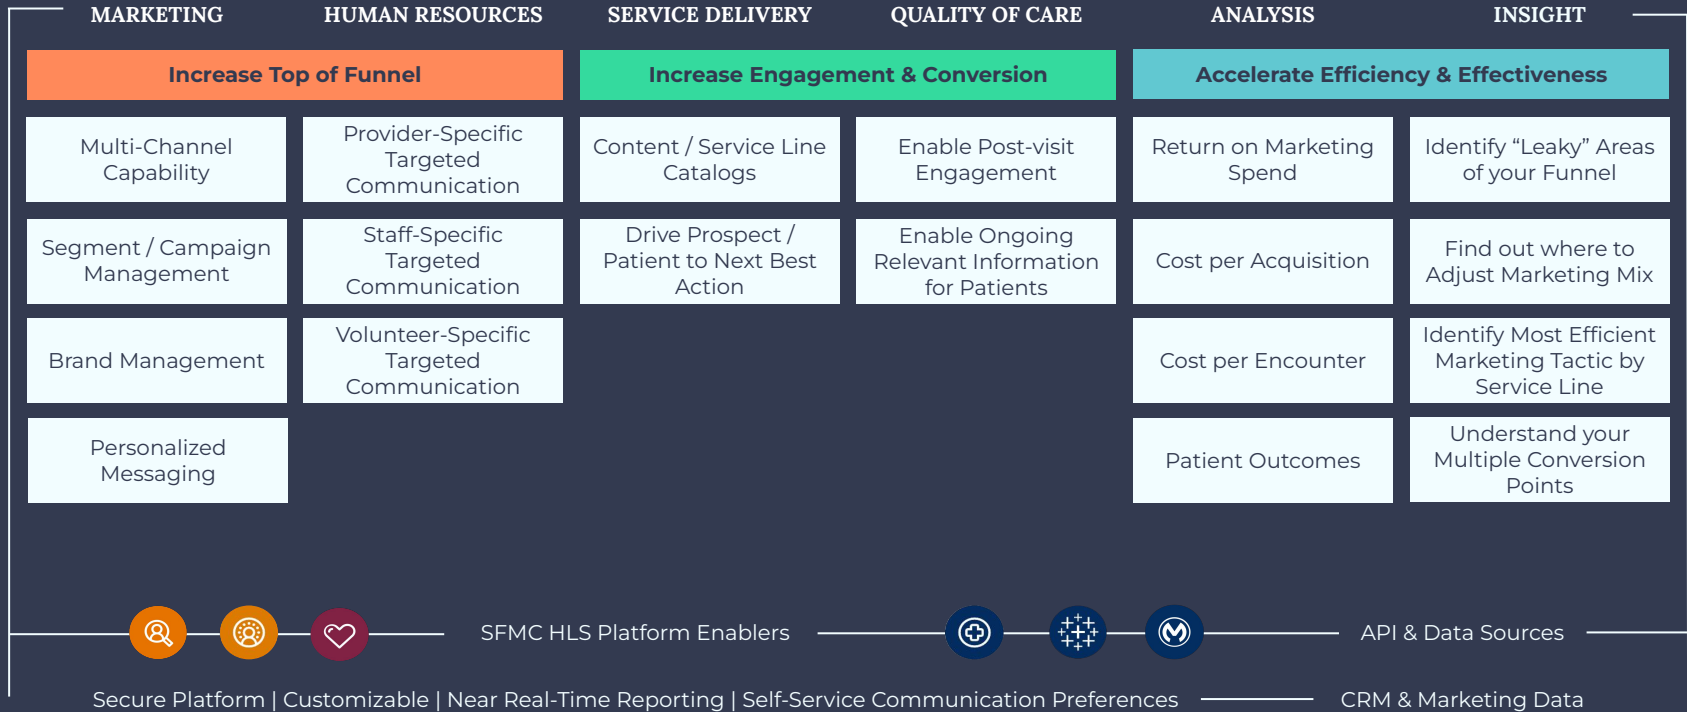 MARKETING
HUMAN RESOURCES
SERVICE DELIVERY
QUALITY OF CARE
ANALYSIS
INSIGHT
Increase Top of Funnel
Increase Engagement & Conversion
Accelerate Efficiency & Effectiveness
Multi-Channel
Capability
Provider-Specific
Targeted
Communication
Content / Service Line
Catalogs
Enable Post-visit
Engagement
Return on Marketing
Spend
Identify “Leaky” Areas
of your Funnel
Segment / Campaign
Management
Staff-Specific
Targeted
Communication
Drive Prospect /
Patient to Next Best
Action
Enable Ongoing
Relevant Information
for Patients
Cost per Acquisition
Find out where to
Adjust Marketing Mix
Brand Management
Volunteer-Specific
Targeted
Communication
Cost per Encounter
Identify Most Efficient
Marketing Tactic by
Service Line
Personalized
Messaging
Patient Outcomes
Understand your
Multiple Conversion
Points
SFMC HLS Platform Enablers
API & Data Sources
Secure Platform | Customizable | Near Real-Time Reporting | Self-Service Communication Preferences
CRM & Marketing Data